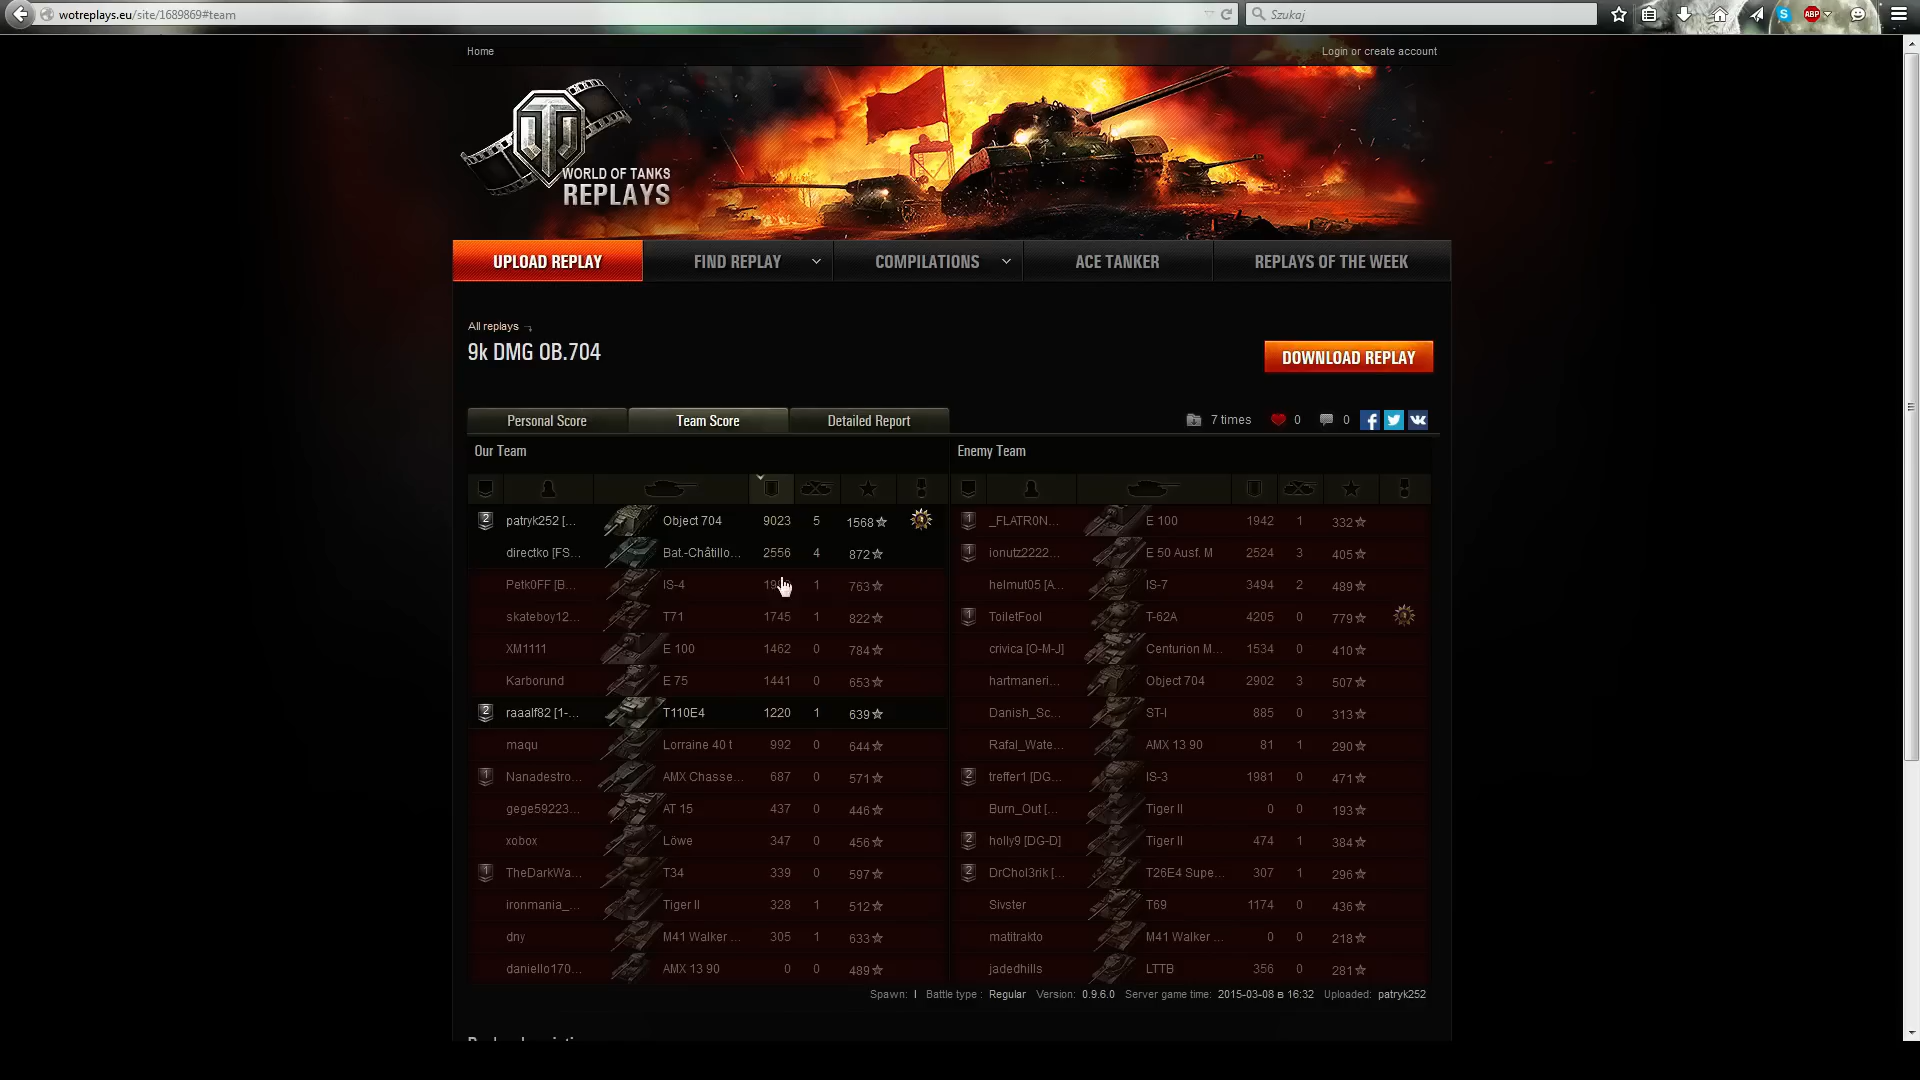 wotreplays.eu/site/1689869#team
Szukaj
Home
Login or create account
WORLD OF TANKS
REPLAYS
UPLOAD REPLAY FIND REPLAY COMPILATIONS ACE TANKER REPLAYS OF THE WEEK
All replays
9k DMG OB.704
DOWNLOAD REPLAY
Personal Score Team Score Detailed Report 7 times 0 0
Our Team Enemy Team
2 patryk252 [... Object 704 9023 5 1568 1 _FLATR0N... E 100 1942 1 332
directko [FS... Bat.-Châtillo... 2556 4 872 1 ionutz2222... E 50 Ausf. M 2524 3 405
Petk0FF [B... IS-4 1 763 helmut05 [A... IS-7 3494 2 489
skateboy12... T71 1745 1 822 1 ToiletFool T-62A 4205 0 779
XM1111 E 100 1462 0 784 crivica [O-M-J] Centurion M... 1534 0 410
Karborund E 75 1441 0 653 hartmaneri... Object 704 2902 3 507
2 raaalf82 [1-... T110E4 1220 1 639 Danish_Sc... ST-I 885 0 313
maqu Lorraine 40 t 992 0 644 Rafal_Wate... AMX 13 90 81 1 290
1 Nanadestro... AMX Chasse... 687 0 571 2 treffer1 [DG... IS-3 1981 0 471
gege59223... AT 15 437 0 446 Burn_Out [... Tiger II 0 0 193
xobox Löwe 347 0 456 2 holly9 [DG-D] Tiger II 474 1 384
1 TheDarkWa... T34 339 0 597 2 DrChol3rik [... T26E4 Supe... 307 1 296
ironmania_... Tiger II 328 1 512 Sivster T69 1174 0 436
dny M41 Walker ... 305 1 633 matitrakto M41 Walker ... 0 0 218
daniello170... AMX 13 90 0 0 489 jadedhills LTTB 356 0 281
Spawn: I Battle type : Regular Version: 0.9.6.0 Server game time: 2015-03-08 в 16:32 Uploaded: patryk252